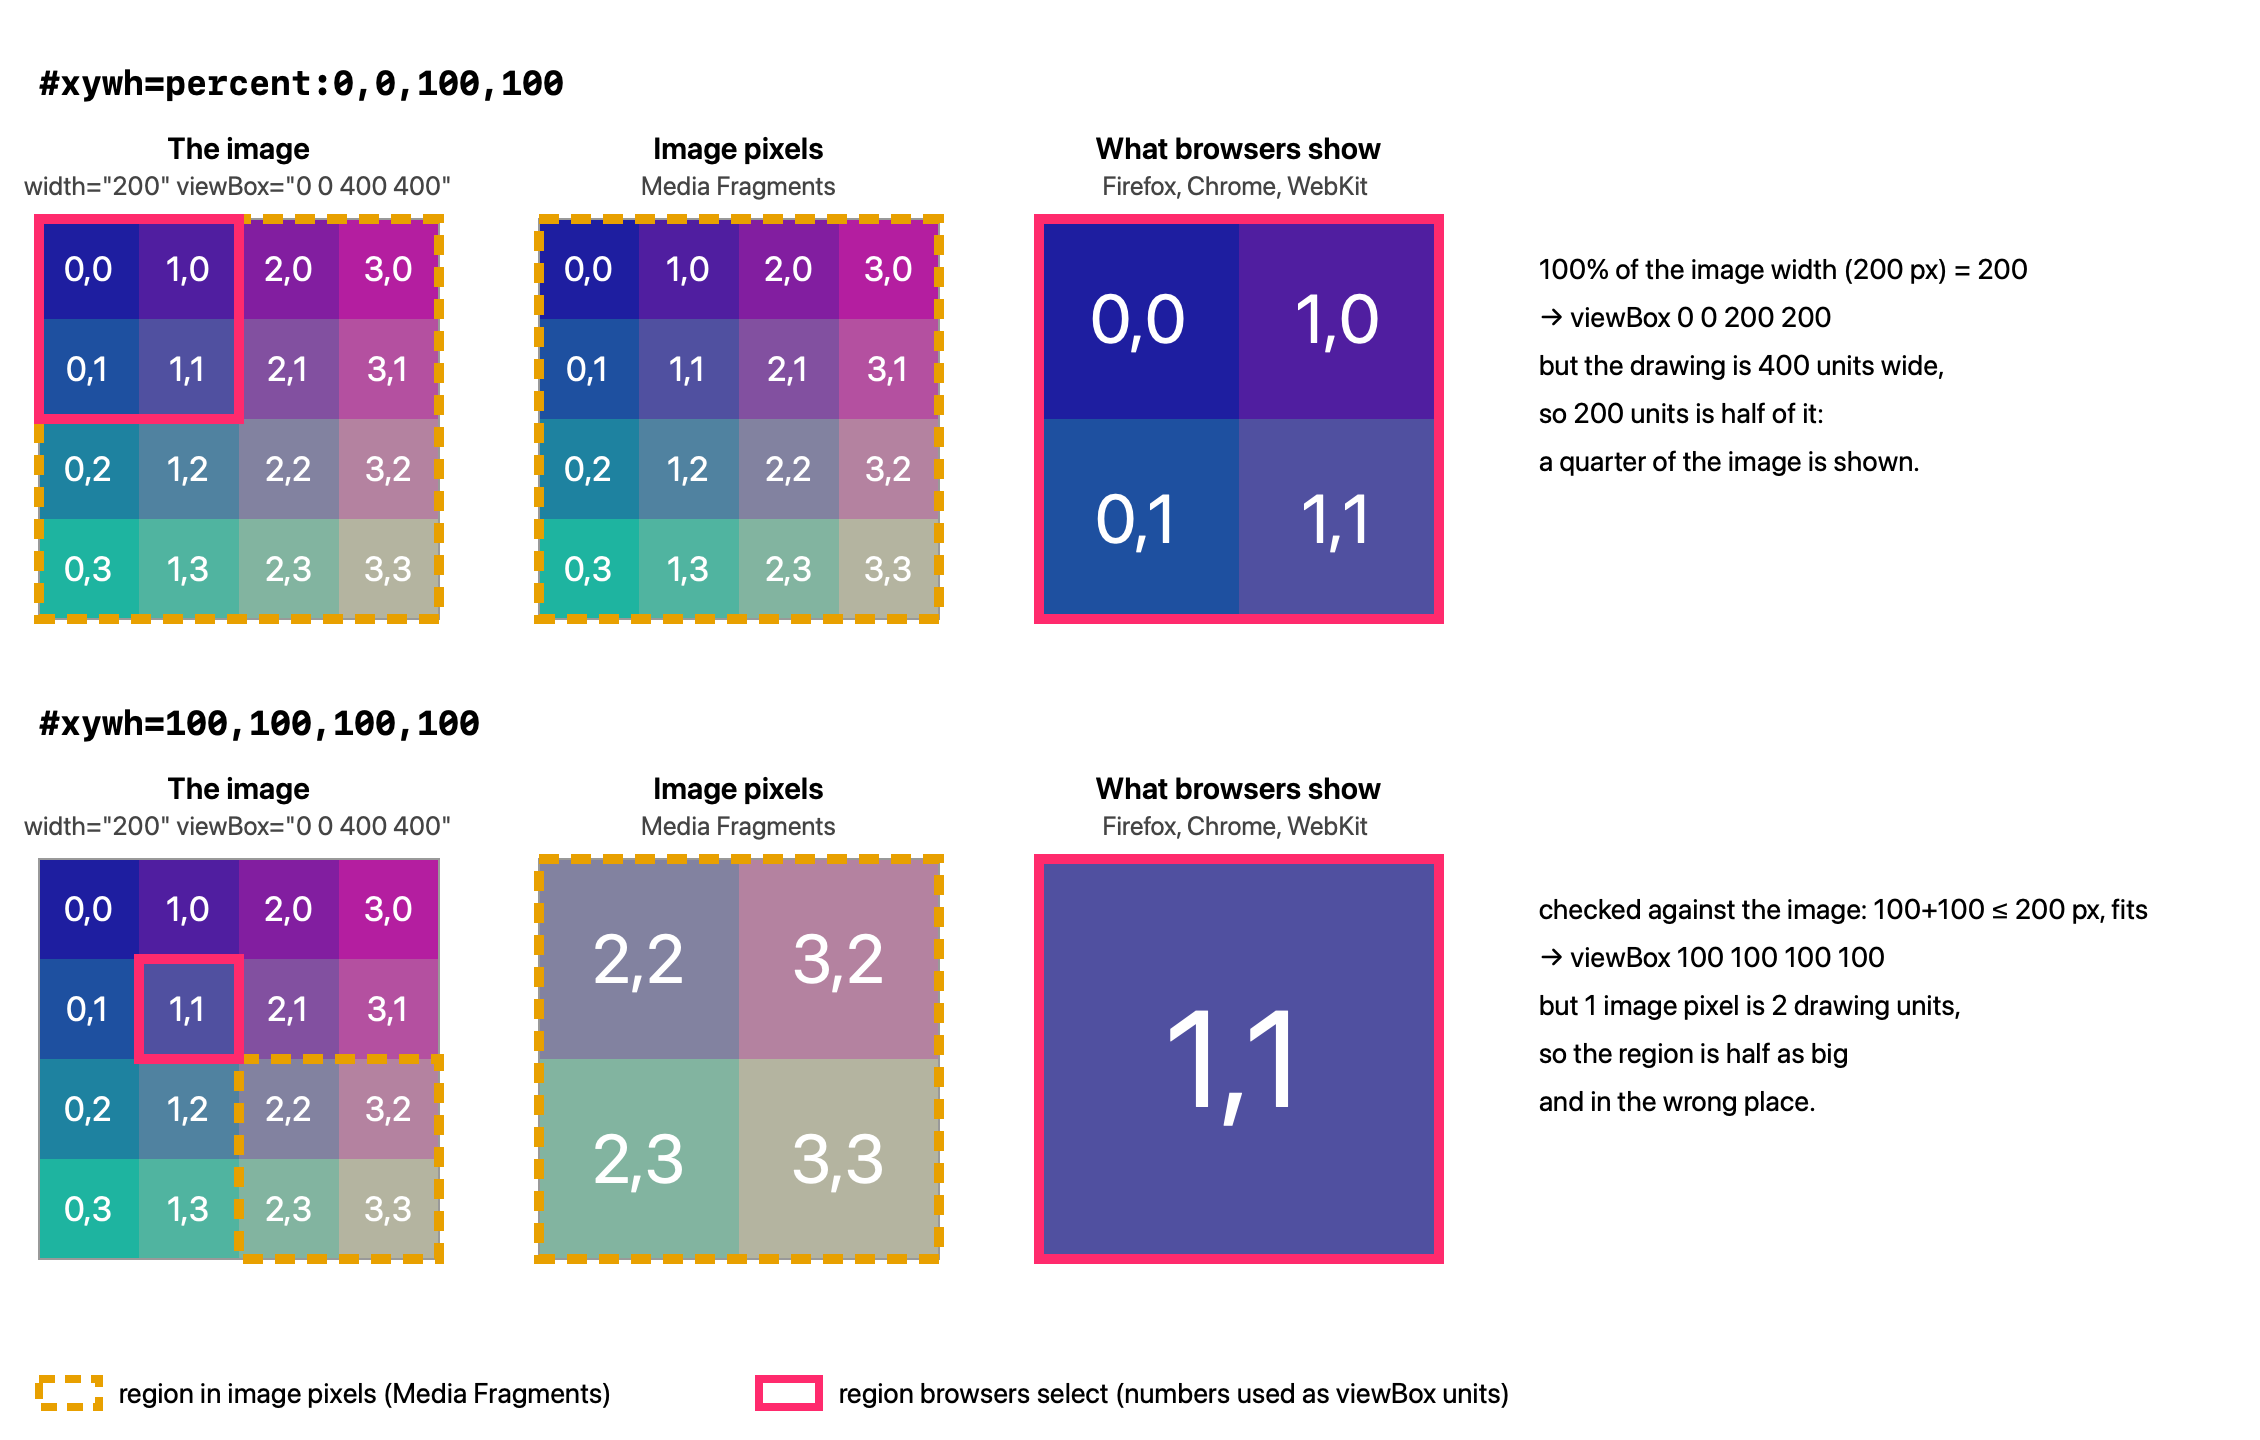 #xywh=percent:0,0,100,100
The image
width="200" viewBox="0 0 400 400"
0,0 1,0 2,0 3,0
0,1 1,1 2,1 3,1
0,2 1,2 2,2 3,2
0,3 1,3 2,3 3,3
Image pixels
Media Fragments
0,0 1,0 2,0 3,0
0,1 1,1 2,1 3,1
0,2 1,2 2,2 3,2
0,3 1,3 2,3 3,3
What browsers show
Firefox, Chrome, WebKit
0,0 1,0
0,1 1,1
100% of the image width (200 px) = 200
→ viewBox 0 0 200 200
but the drawing is 400 units wide,
so 200 units is half of it:
a quarter of the image is shown.
#xywh=100,100,100,100
The image
width="200" viewBox="0 0 400 400"
0,0 1,0 2,0 3,0
0,1 1,1 2,1 3,1
0,2 1,2 2,2 3,2
0,3 1,3 2,3 3,3
Image pixels
Media Fragments
2,2 3,2
2,3 3,3
What browsers show
Firefox, Chrome, WebKit
1,1
checked against the image: 100+100 ≤ 200 px, fits
→ viewBox 100 100 100 100
but 1 image pixel is 2 drawing units,
so the region is half as big
and in the wrong place.
region in image pixels (Media Fragments)
region browsers select (numbers used as viewBox units)